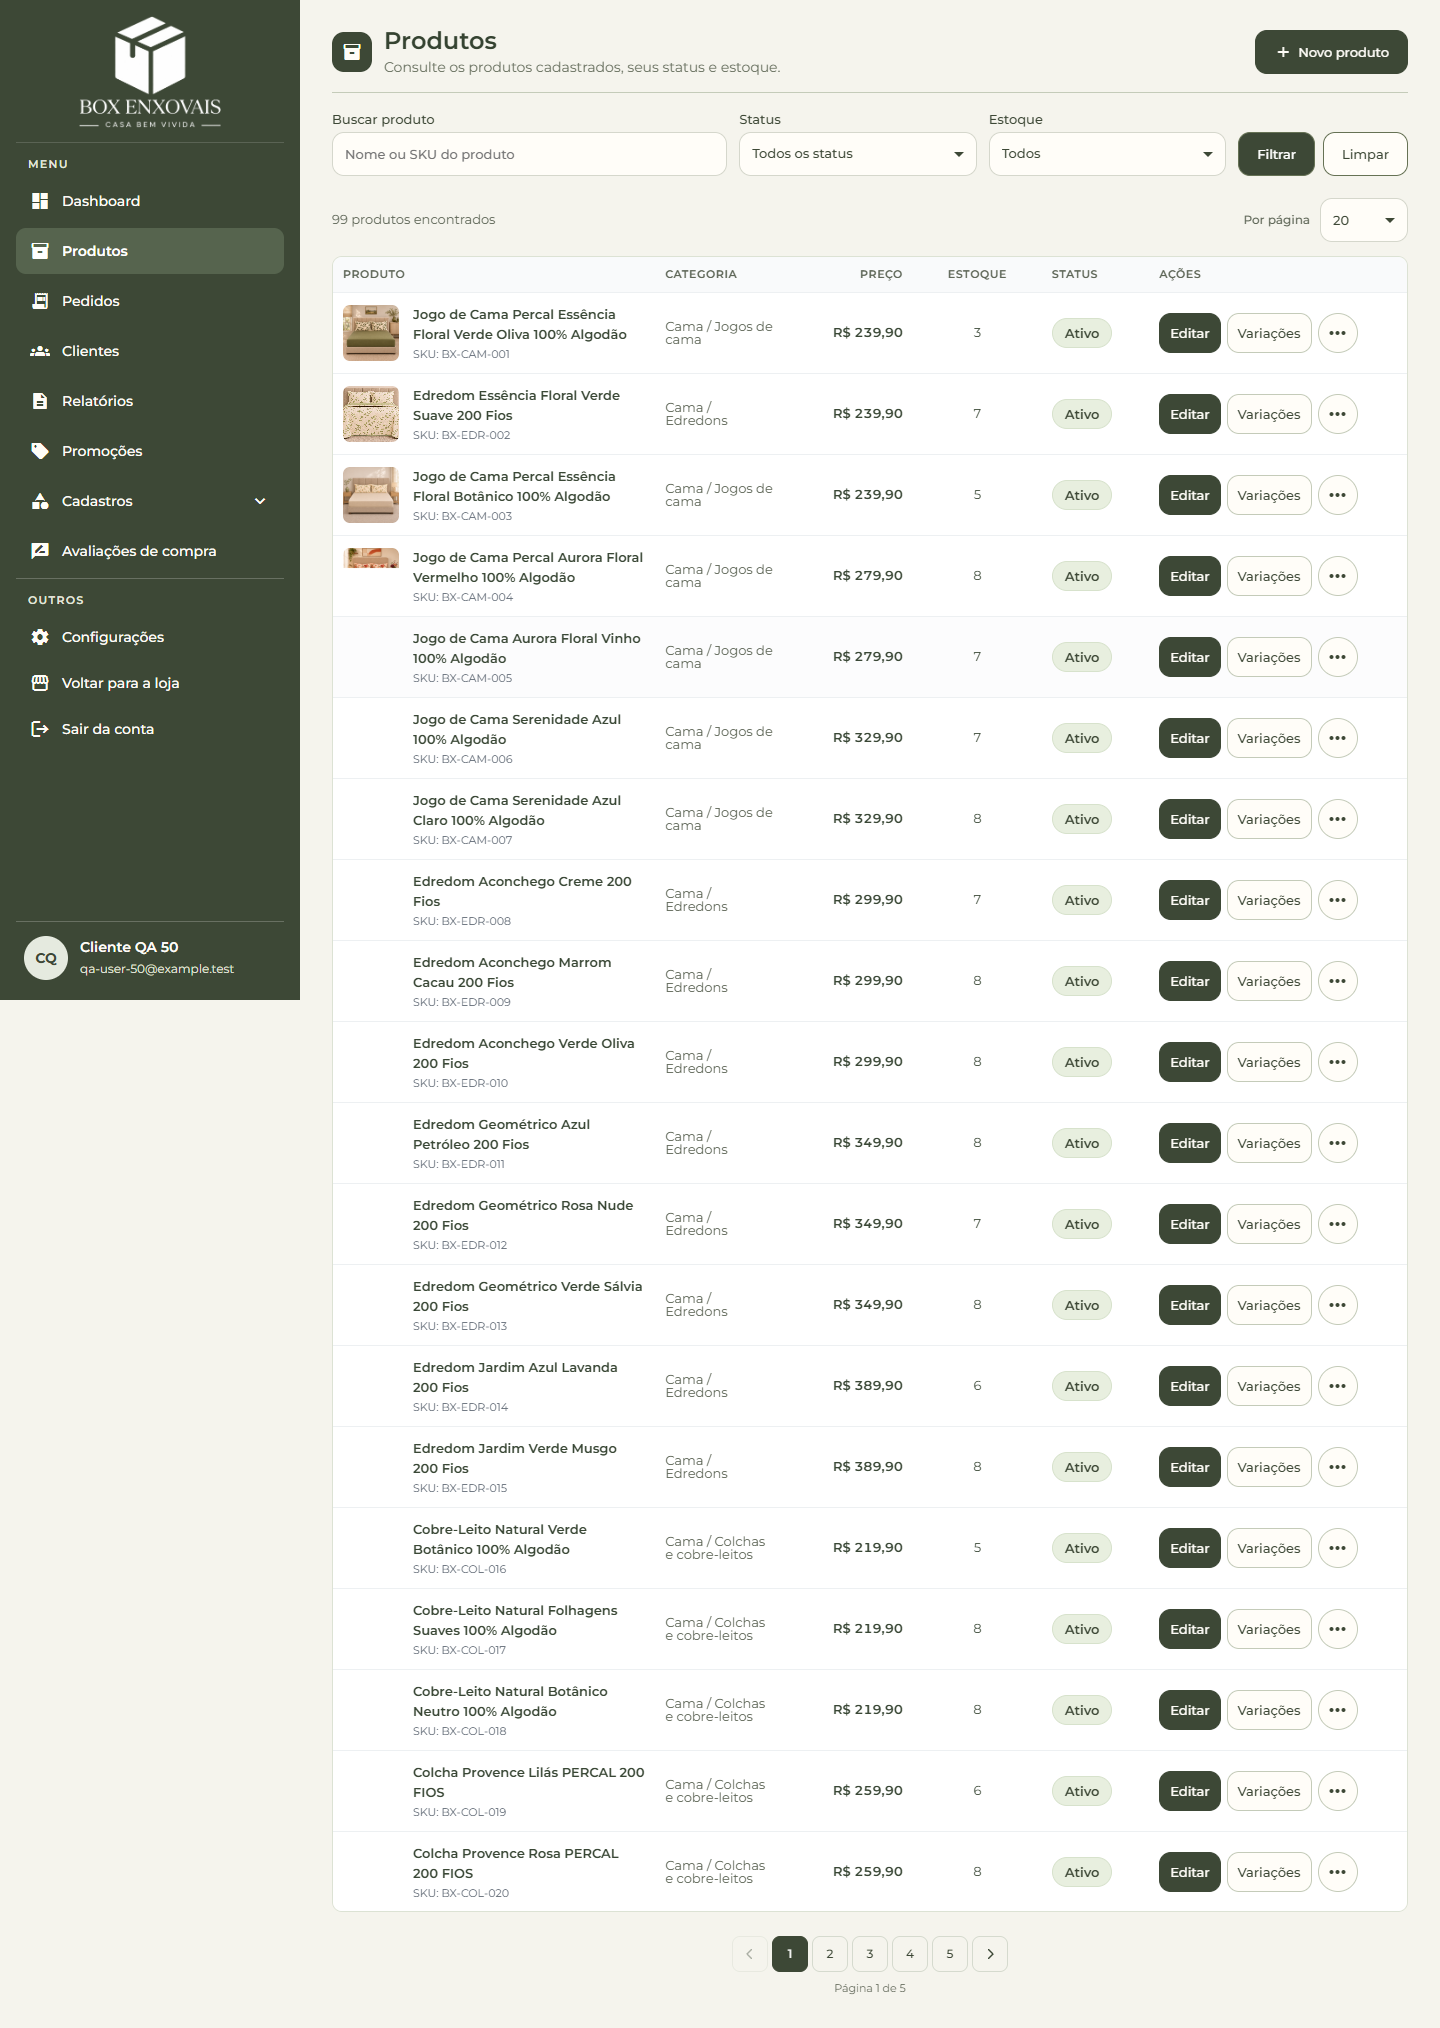 BOX ENXOVAIS
CASA BEM VIVIDA
MENU
Dashboard
Produtos
Pedidos
Clientes
Relatórios
Promoções
Cadastros
Avaliações de compra
OUTROS
Configurações
Voltar para a loja
Sair da conta
CQ
Cliente QA 50
qa-user-50@example.test
Produtos
Consulte os produtos cadastrados, seus status e estoque.
+ Novo produto
Buscar produto
Nome ou SKU do produto
Status
Todos os status
Estoque
Todos
Filtrar
Limpar
99 produtos encontrados
Por página
20
PRODUTO CATEGORIA PREÇO ESTOQUE STATUS AÇÕES
Jogo de Cama Percal Essência
Floral Verde Oliva 100% Algodão
SKU: BX-CAM-001
Cama / Jogos de
cama
R$ 239,90 3 Ativo Editar Variações •••
Edredom Essência Floral Verde
Suave 200 Fios
SKU: BX-EDR-002
Cama /
Edredons
R$ 239,90 7 Ativo Editar Variações •••
Jogo de Cama Percal Essência
Floral Botânico 100% Algodão
SKU: BX-CAM-003
Cama / Jogos de
cama
R$ 239,90 5 Ativo Editar Variações •••
Jogo de Cama Percal Aurora Floral
Vermelho 100% Algodão
SKU: BX-CAM-004
Cama / Jogos de
cama
R$ 279,90 8 Ativo Editar Variações •••
Jogo de Cama Aurora Floral Vinho
100% Algodão
SKU: BX-CAM-005
Cama / Jogos de
cama
R$ 279,90 7 Ativo Editar Variações •••
Jogo de Cama Serenidade Azul
100% Algodão
SKU: BX-CAM-006
Cama / Jogos de
cama
R$ 329,90 7 Ativo Editar Variações •••
Jogo de Cama Serenidade Azul
Claro 100% Algodão
SKU: BX-CAM-007
Cama / Jogos de
cama
R$ 329,90 8 Ativo Editar Variações •••
Edredom Aconchego Creme 200
Fios
SKU: BX-EDR-008
Cama /
Edredons
R$ 299,90 7 Ativo Editar Variações •••
Edredom Aconchego Marrom
Cacau 200 Fios
SKU: BX-EDR-009
Cama /
Edredons
R$ 299,90 8 Ativo Editar Variações •••
Edredom Aconchego Verde Oliva
200 Fios
SKU: BX-EDR-010
Cama /
Edredons
R$ 299,90 8 Ativo Editar Variações •••
Edredom Geométrico Azul
Petróleo 200 Fios
SKU: BX-EDR-011
Cama /
Edredons
R$ 349,90 8 Ativo Editar Variações •••
Edredom Geométrico Rosa Nude
200 Fios
SKU: BX-EDR-012
Cama /
Edredons
R$ 349,90 7 Ativo Editar Variações •••
Edredom Geométrico Verde Sálvia
200 Fios
SKU: BX-EDR-013
Cama /
Edredons
R$ 349,90 8 Ativo Editar Variações •••
Edredom Jardim Azul Lavanda
200 Fios
SKU: BX-EDR-014
Cama /
Edredons
R$ 389,90 6 Ativo Editar Variações •••
Edredom Jardim Verde Musgo
200 Fios
SKU: BX-EDR-015
Cama /
Edredons
R$ 389,90 8 Ativo Editar Variações •••
Cobre-Leito Natural Verde
Botânico 100% Algodão
SKU: BX-COL-016
Cama / Colchas
e cobre-leitos
R$ 219,90 5 Ativo Editar Variações •••
Cobre-Leito Natural Folhagens
Suaves 100% Algodão
SKU: BX-COL-017
Cama / Colchas
e cobre-leitos
R$ 219,90 8 Ativo Editar Variações •••
Cobre-Leito Natural Botânico
Neutro 100% Algodão
SKU: BX-COL-018
Cama / Colchas
e cobre-leitos
R$ 219,90 8 Ativo Editar Variações •••
Colcha Provence Lilás PERCAL 200
FIOS
SKU: BX-COL-019
Cama / Colchas
e cobre-leitos
R$ 259,90 6 Ativo Editar Variações •••
Colcha Provence Rosa PERCAL
200 FIOS
SKU: BX-COL-020
Cama / Colchas
e cobre-leitos
R$ 259,90 8 Ativo Editar Variações •••
1 2 3 4 5
Página 1 de 5